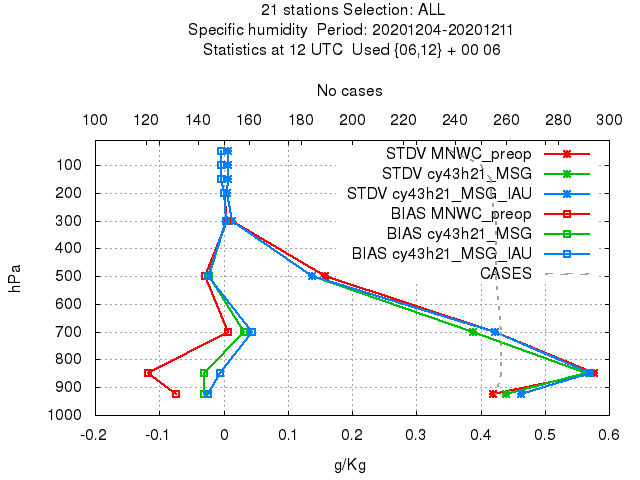 21 stations Selection: ALL
Specific humidity  Period: 20201204-20201211
Statistics at 12 UTC  Used {06,12} + 00 06
No cases
100 120 140 160 180 200 220 240 260 280 300
STDV MNWC_preop
STDV cy43h21_MSG
STDV cy43h21_MSG_IAU
BIAS MNWC_preop
BIAS cy43h21_MSG
BIAS cy43h21_MSG_IAU
CASES
hPa
100
200
300
400
500
600
700
800
900
1000
-0.2 -0.1 0 0.1 0.2 0.3 0.4 0.5 0.6
g/Kg